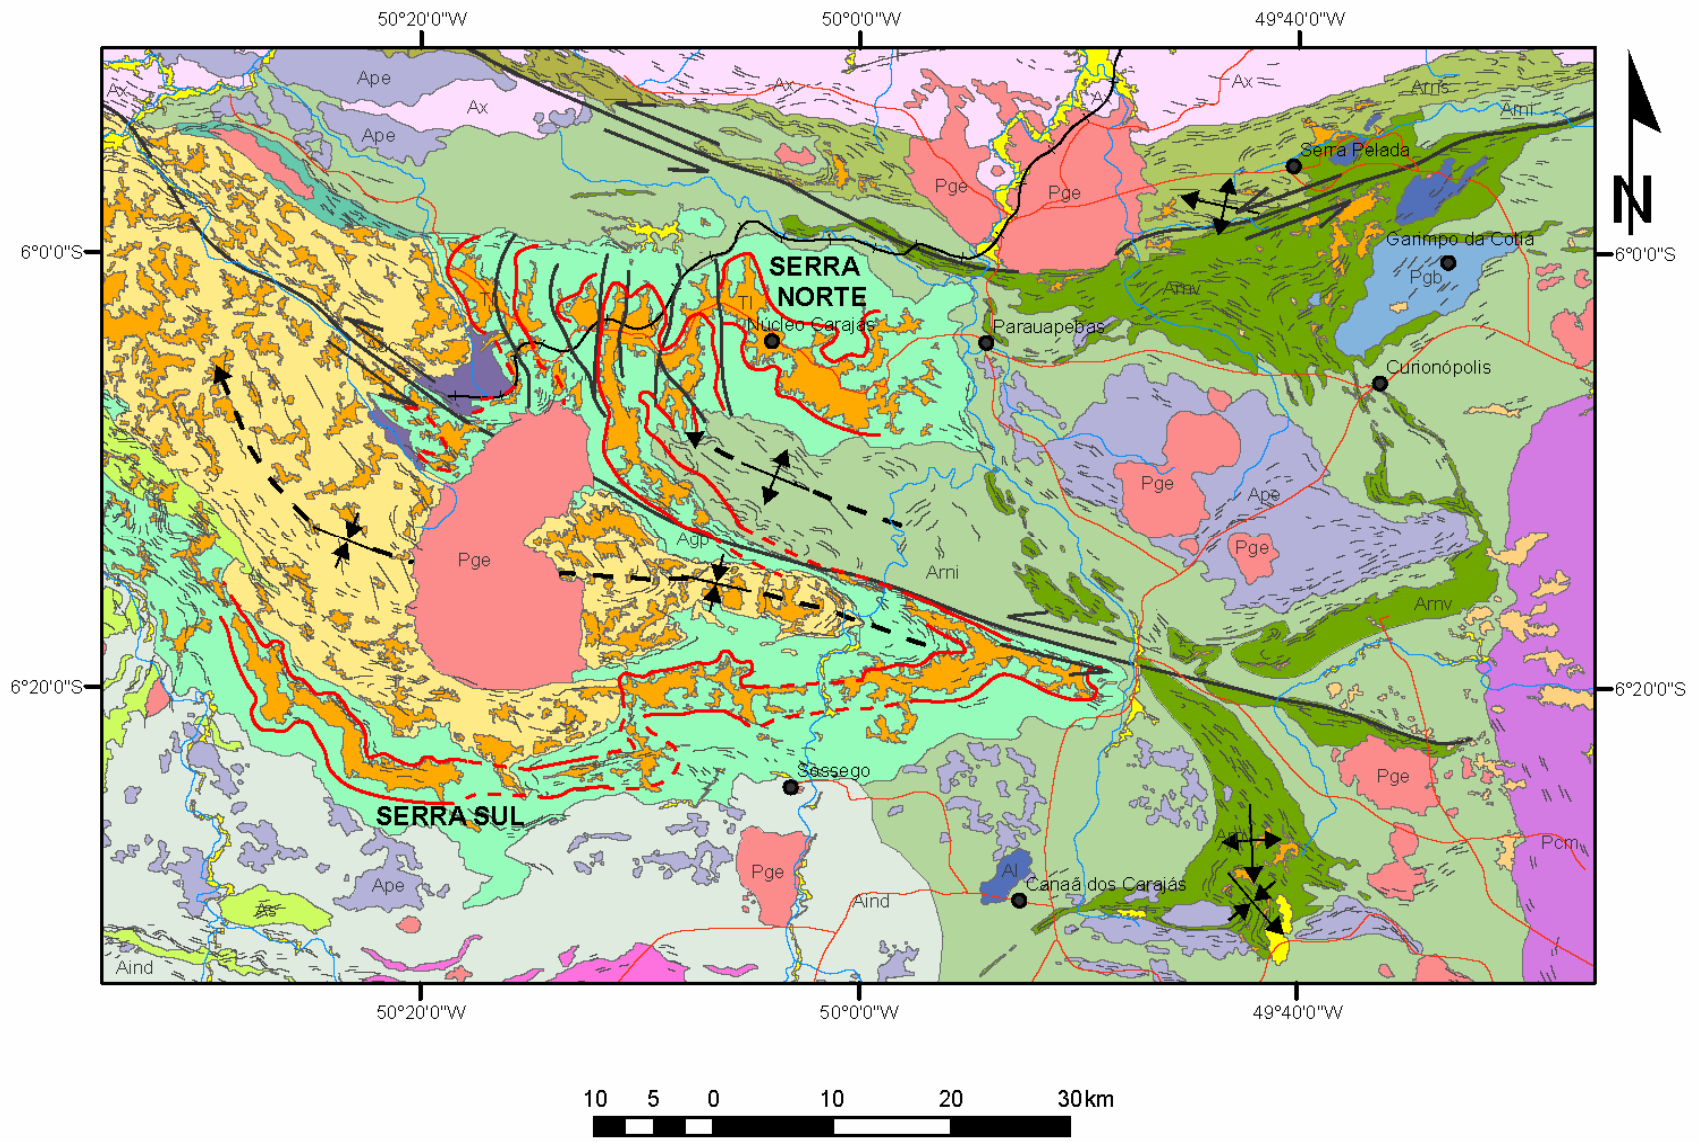 50°20'0"W 50°0'0"W 49°40'0"W
Ape
Ax
Ax
Ax
Ax
Arris
Arni
Ape
Serra Pelada
Pge
Pge
N
6°0'0"S
6°0'0"S
Garimpo da Cotia
SERRA
NORTE
Pgb
Arnv
Núcleo Carajás
Parauapebas
Curionópolis
Pge
Ape
Pge
Agp
Pge
Arni
Arnv
6°20'0"S
6°20'0"S
Sossego
Pge
SERRA SUL
Pcm
Pge
Al
Ape
Canaã dos Carajás
Aind
As
Aind
50°20'0"W 50°0'0"W 49°40'0"W
10 5 0 10 20 30 km